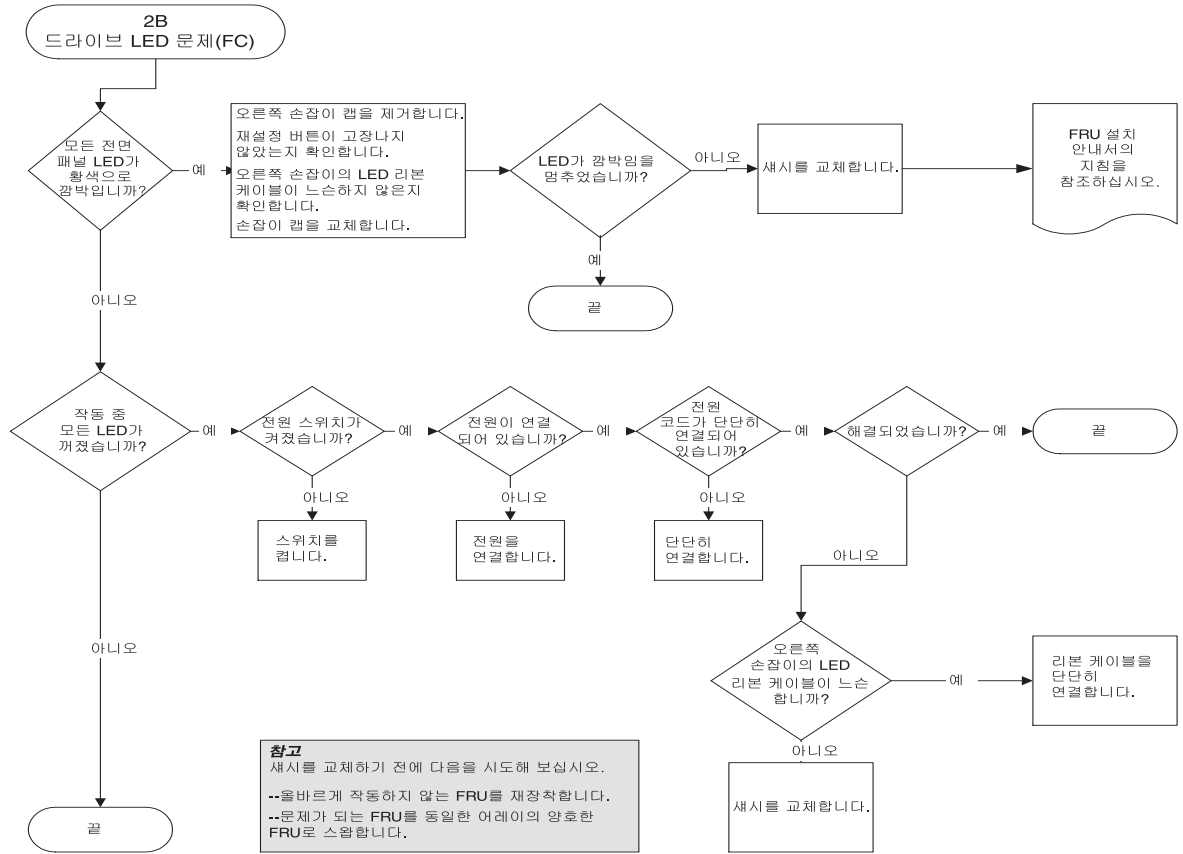 2B
드라이브 LED 문제(FC)
모든 전면
패널 LED가
황색으로
깜박입니까?
예
오른쪽 손잡이 캡을 제거합니다.
재설정 버튼이 고장나지
않았는지 확인합니다.
오른쪽 손잡이의 LED 리본
케이블이 느슨하지 않은지
확인합니다.
손잡이 캡을 교체합니다.
LED가 깜박임을
멈추었습니까?
아니오
섀시를 교체합니다.
FRU 설치
안내서의
지침을
참조하십시오.
예
끝
아니오
작동 중
모든 LED가
꺼졌습니까?
예
전원 스위치가
켜졌습니까?
예
전원이 연결
되어 있습니까?
예
전원
코드가 단단히
연결되어
있습니까?
예
해결되었습니까?
예
끝
아니오
스위치를
켭니다.
아니오
전원을
연결합니다.
아니오
단단히
연결합니다.
아니오
오른쪽
손잡이의 LED
리본 케이블이 느슨
합니까?
예
리본 케이블을
단단히
연결합니다.
아니오
섀시를 교체합니다.
아니오
끝
참고
섀시를 교체하기 전에 다음을 시도해 보십시오.
--올바르게 작동하지 않는 FRU를 재장착합니다.
--문제가 되는 FRU를 동일한 어레이의 양호한
FRU로 스왑합니다.